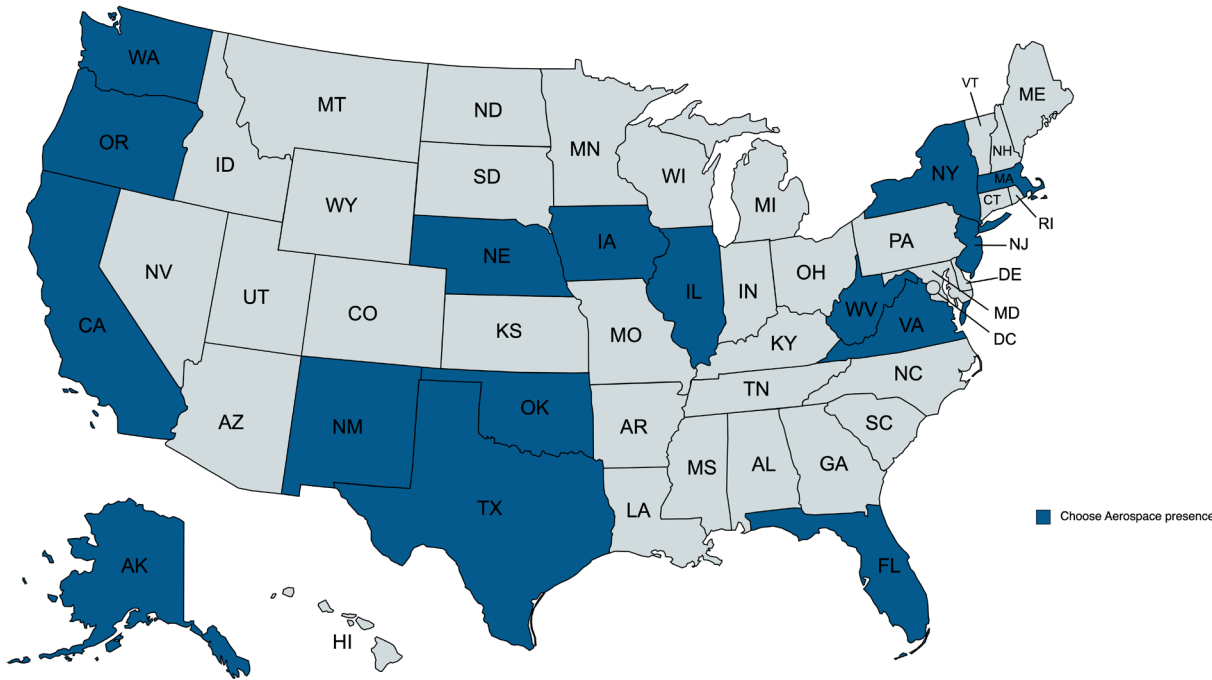 WA
MT
ND
MN
VT
ME
OR
ID
SD
WI
MI
NY
NH
MA
CT
RI
WY
NE
IA
PA
NJ
NV
UT
CO
KS
MO
IL
IN
OH
WV
VA
DE
MD
DC
CA
KY
AZ
NM
OK
AR
TN
NC
SC
TX
LA
MS
AL
GA
Choose Aerospace presence
AK
HI
FL